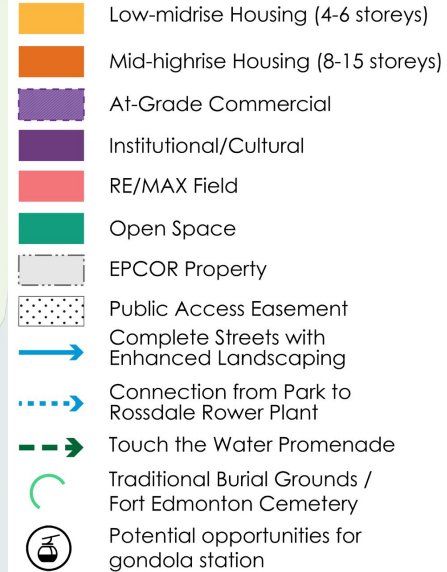 Low-midrise Housing (4-6 storeys)
Mid-highrise Housing (8-15 storeys)
At-Grade Commercial
Institutional/Cultural
RE/MAX Field
Open Space
EPCOR Property
Public Access Easement
Complete Streets with
Enhanced Landscaping
Connection from Park to
Rossdale Rower Plant
Touch the Water Promenade
Traditional Burial Grounds /
Fort Edmonton Cemetery
Potential opportunities for
gondola station